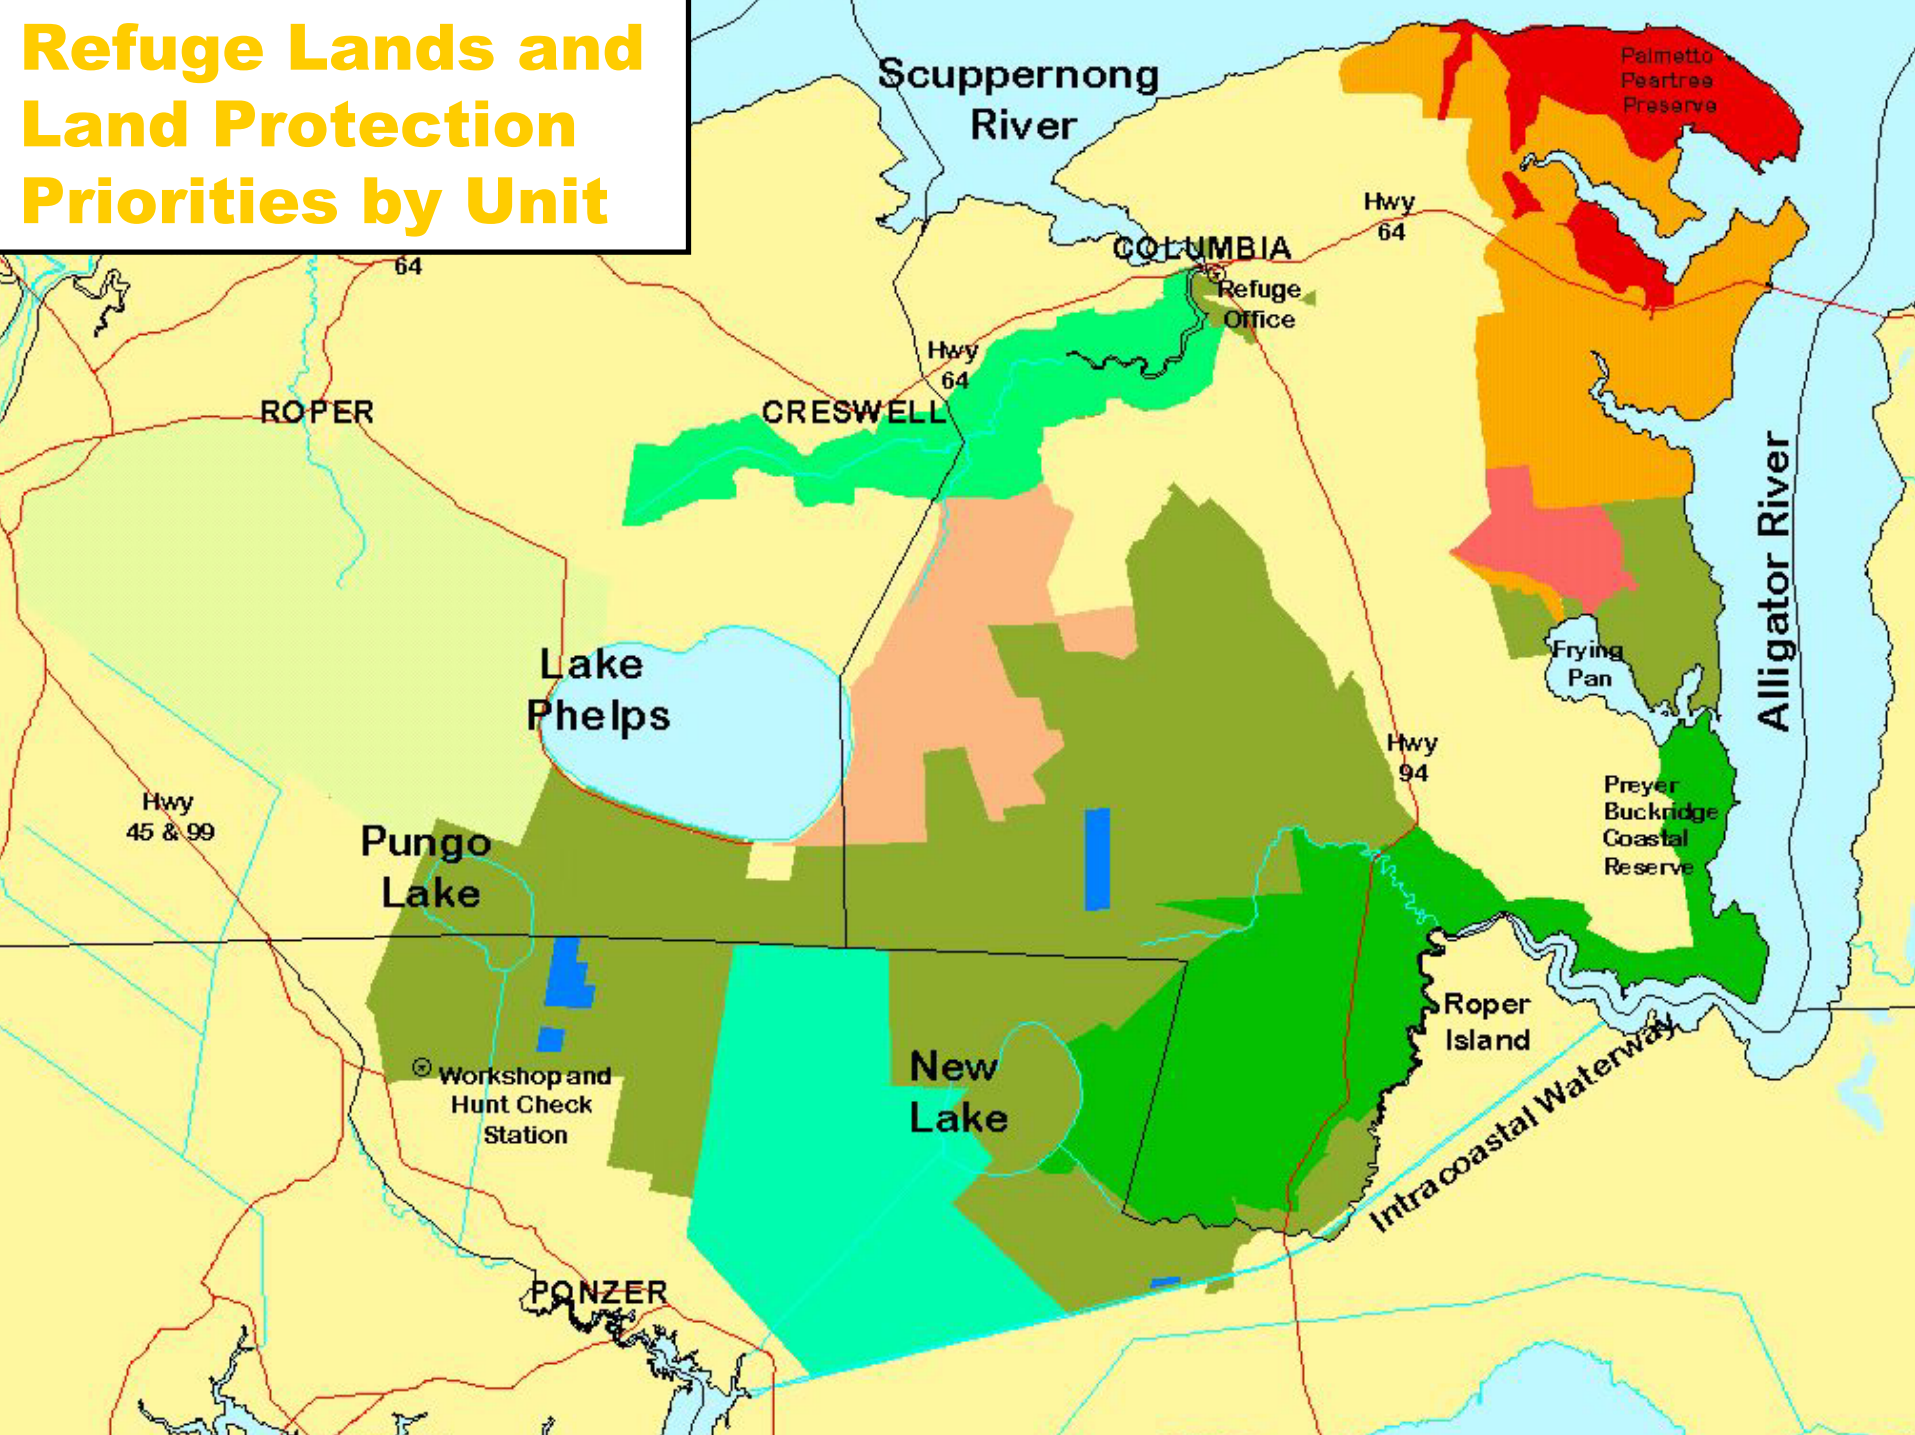 Refuge Lands and
Land Protection
Priorities by Unit
Scuppernong
River
Palmetto
Peartree
Preserve
Hwy
64
COLUMBIA
64
Refuge
Office
Hwy
64
ROPER
CRESWELL
Alligator River
Lake
Phelps
Frying
Pan
Hwy
94
Preyer
Buckridge
Coastal
Reserve
Hwy
45 & 99
Pungo
Lake
Roper
Island
New
Lake
Workshop and
Hunt Check
Station
Intracoastal Waterway
PONZER